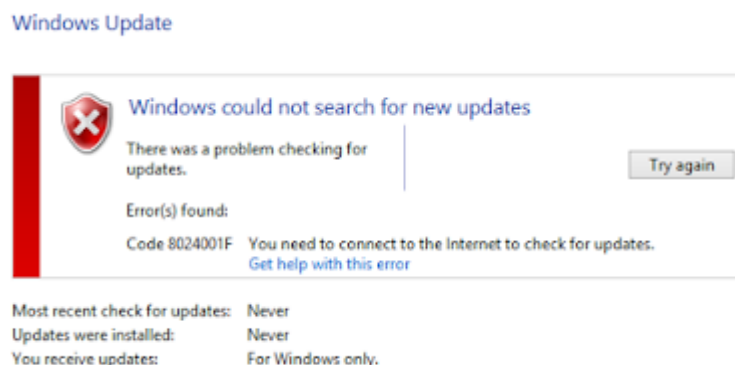 Windows Update
Windows could not search for new updates
There was a problem checking for
updates.
Try again
Error(s) found:
Code 8024001F You need to connect to the Internet to check for updates.
Get help with this error
Most recent check for updates: Never
Updates were installed: Never
You receive updates: For Windows only.